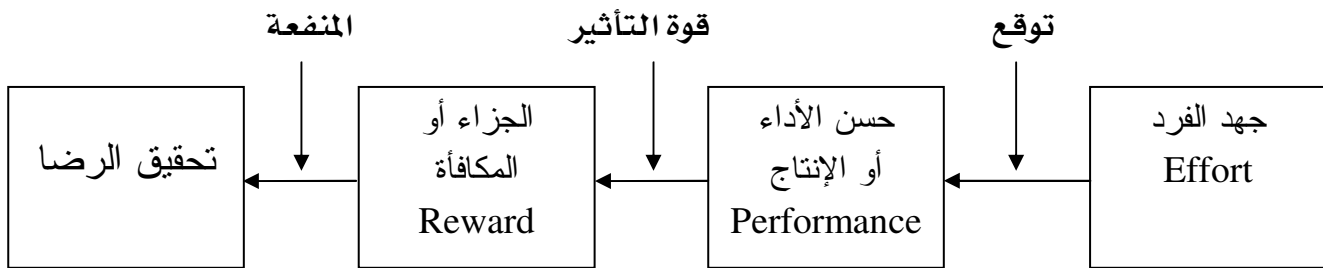 توقع
قوة التأثير
المنفعة
جهد الفرد
Effort
حسن الأداء
أو الإنتاج
Performance
الجزاء أو
المكافأة
Reward
تحقيق الرضا